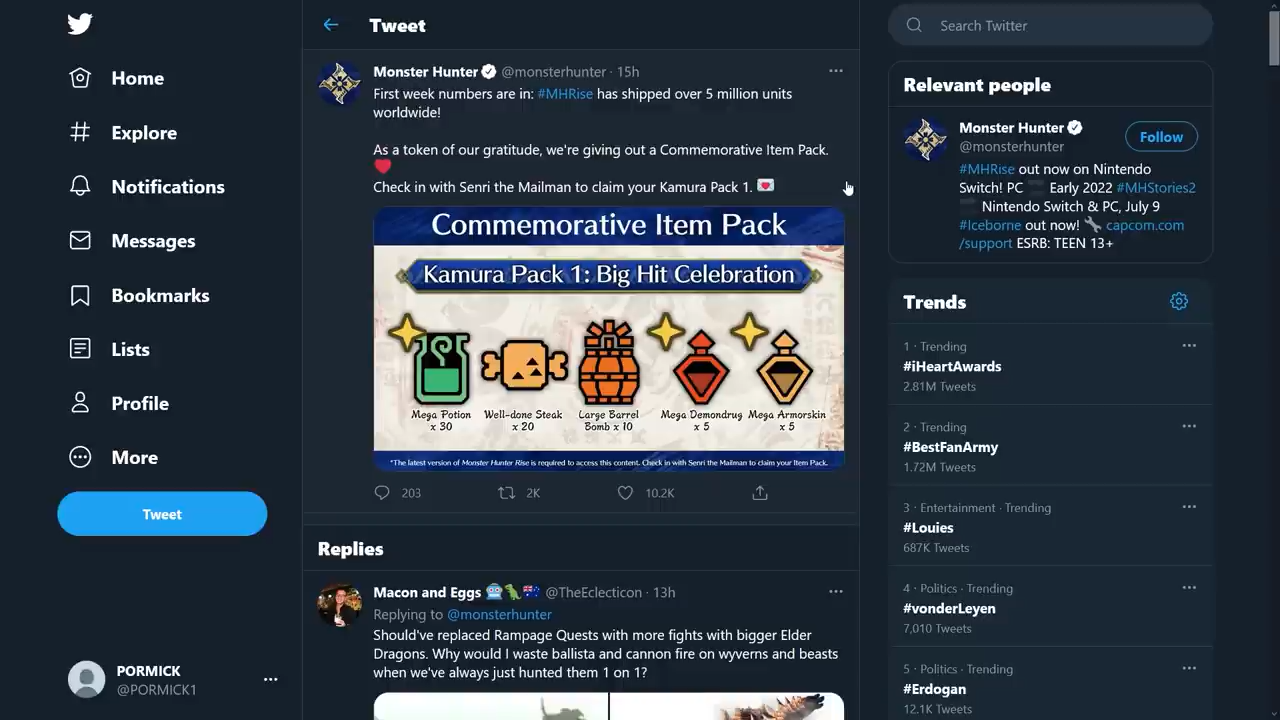 Home
Explore
Notifications
Messages
Bookmarks
Lists
Profile
More
Tweet
PORMICK
@PORMICK1
Tweet
Monster Hunter @monsterhunter · 15h
First week numbers are in: #MHRise has shipped over 5 million units
worldwide!
As a token of our gratitude, we're giving out a Commemorative Item Pack.
Check in with Senri the Mailman to claim your Kamura Pack 1.
Commemorative Item Pack
Kamura Pack 1: Big Hit Celebration
Mega Potion
x 30
Well-done Steak
x 20
Large Barrel
Bomb x 10
Mega Demondrug
x 5
Mega Armorskin
x 5
*The latest version of Monster Hunter Rise is required to access this content. Check in with Senri the Mailman to claim your Item Pack.
203
2K
10.2K
Replies
Macon and Eggs @TheEclecticon · 13h
Replying to @monsterhunter
Should've replaced Rampage Quests with more fights with bigger Elder
Dragons. Why would I waste ballista and cannon fire on wyverns and beasts
when we've always just hunted them 1 on 1?
Search Twitter
Relevant people
Monster Hunter
@monsterhunter
Follow
#MHRise out now on Nintendo
Switch! PC Early 2022 #MHStories2
Nintendo Switch & PC, July 9
#Iceborne out now! capcom.com
/support ESRB: TEEN 13+
Trends
1 · Trending
#iHeartAwards
2.81M Tweets
2 · Trending
#BestFanArmy
1.72M Tweets
3 · Entertainment · Trending
#Louies
687K Tweets
4 · Politics · Trending
#vonderLeyen
7,010 Tweets
5 · Politics · Trending
#Erdogan
12.1K Tweets